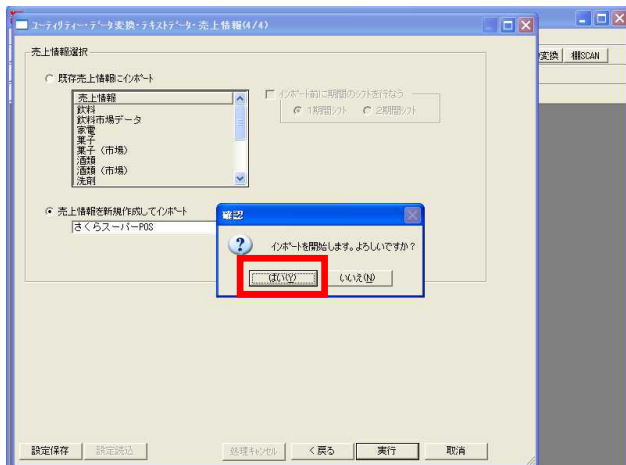 ユーティリティー・データ変換・テキストデータ・売上情報(4/4)
変換 棚SCAN
売上情報選択
既存売上情報にインポート
売上情報
飲料
飲料市場データ
家電
菓子
菓子（市場）
酒類
酒類（市場）
洗剤
インポート前に期間のシフトを行なう
1期間シフト 2期間シフト
売上情報を新規作成してインポート
さくらスーパーPOS
確認
インポートを開始します。よろしいですか？
はい(Y) いいえ(N)
設定保存 設定読込 処理キャンセル < 戻る 実行 取消